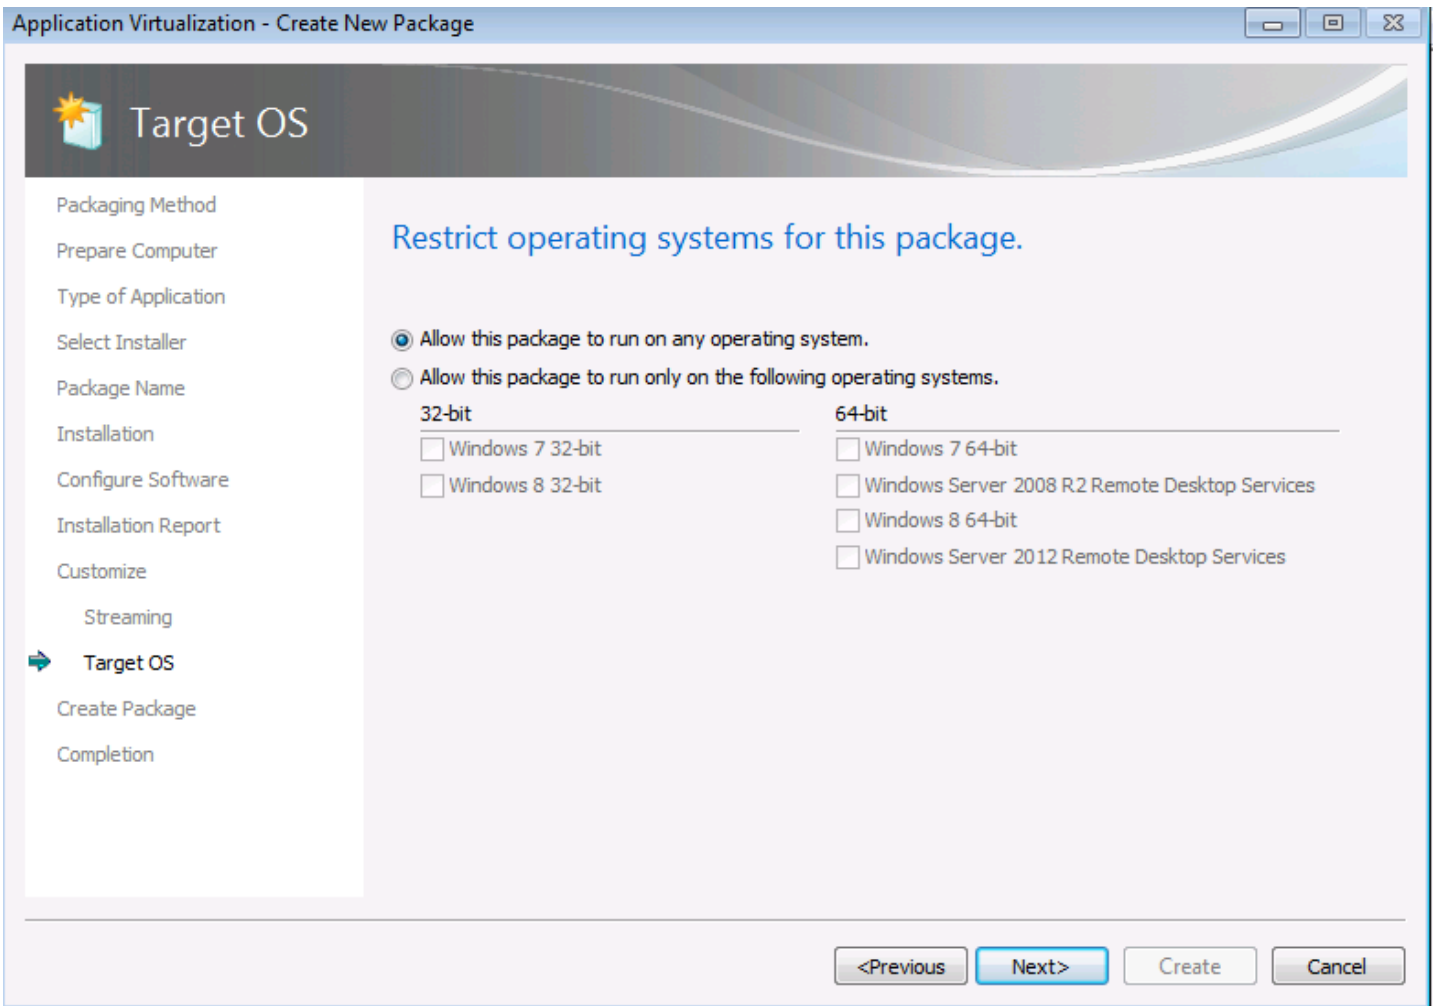 Application Virtualization - Create New Package
Target OS
Packaging Method
Prepare Computer
Type of Application
Select Installer
Package Name
Installation
Configure Software
Installation Report
Customize
Streaming
Target OS
Create Package
Completion
Restrict operating systems for this package.
Allow this package to run on any operating system.
Allow this package to run only on the following operating systems.
32-bit
Windows 7 32-bit
Windows 8 32-bit
64-bit
Windows 7 64-bit
Windows Server 2008 R2 Remote Desktop Services
Windows 8 64-bit
Windows Server 2012 Remote Desktop Services
<Previous
Next>
Create
Cancel